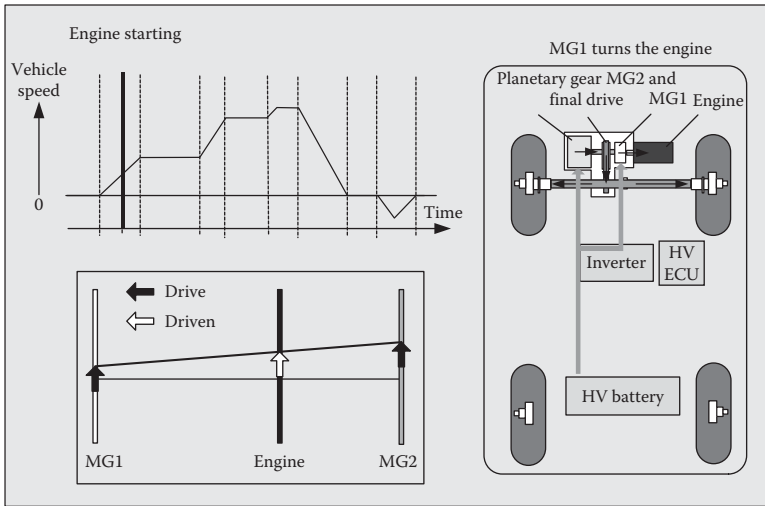 Engine starting
Vehicle
speed
0
Time
Drive
Driven
MG1
Engine
MG2
MG1 turns the engine
Planetary gear MG2 and
final drive
MG1
Engine
Inverter
HV
ECU
HV battery